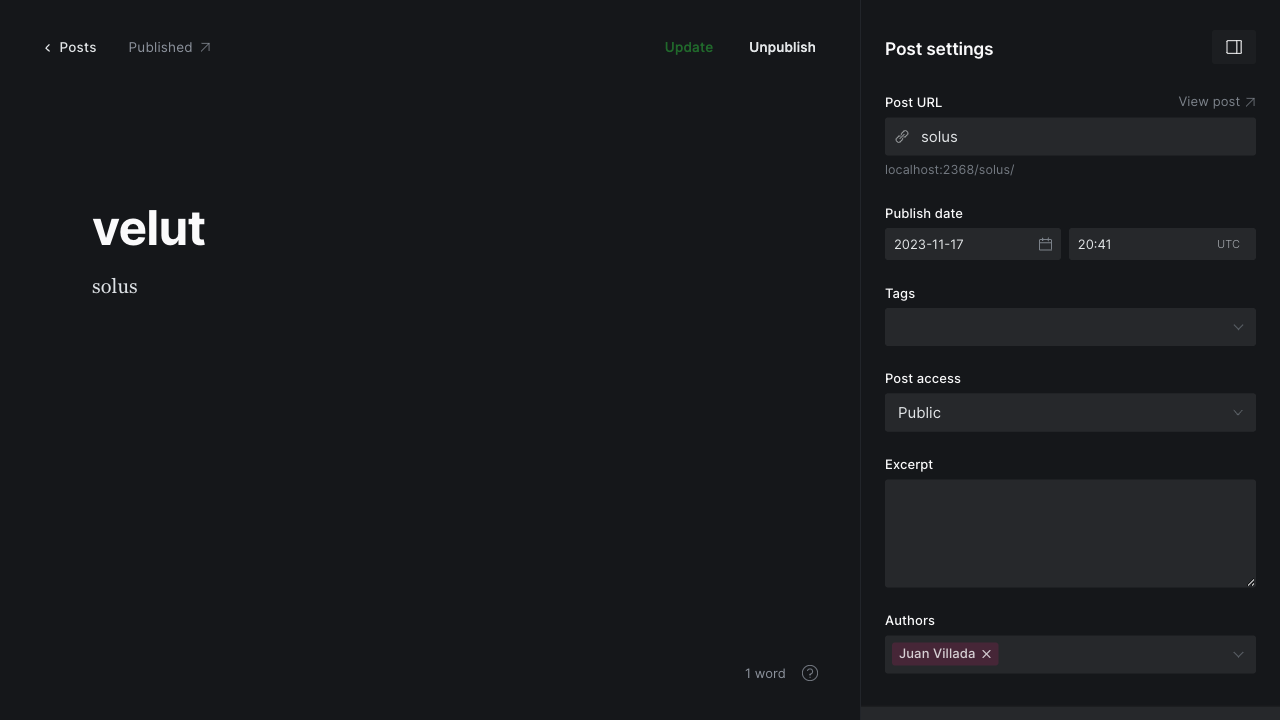 Posts
Published
Update
Unpublish
velut
solus
1 word
Post settings
Post URL
View post
solus
localhost:2368/solus/
Publish date
2023-11-17
20:41
UTC
Tags
Post access
Public
Excerpt
Authors
Juan Villada